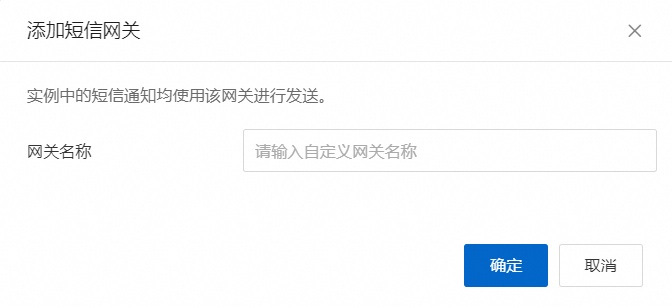 添加短信网关
实例中的短信通知均使用该网关进行发送。
网关名称
请输入自定义网关名称
确定
取消